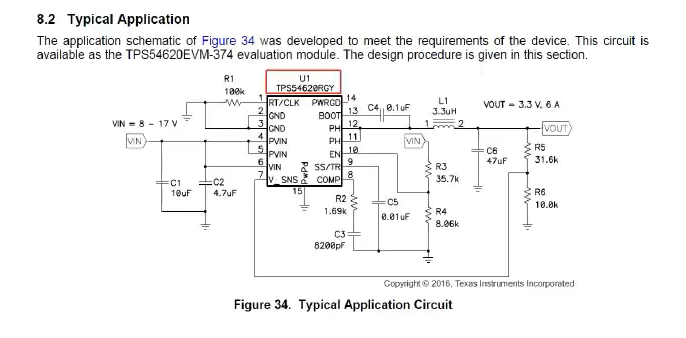 8.2 Typical Application
The application schematic of Figure 34 was developed to meet the requirements of the device. This circuit is
available as the TPS54620EVM-374 evaluation module. The design procedure is given in this section.
R1
100k
U1
TPS54620RGY
VIN = 8 - 17 V
VIN
1 RT/CLK PWRGD 14
2 GND BOOT 13
3 GND PH 12
4 PVIN PH 11
5 PVIN EN 10
6 VIN SS/TR 9
7 V_SNS COMP 8
PwPd
15
C4 0.1uF
L1
3.3uH
1 2
VOUT = 3.3 V, 6 A
VOUT
VIN
C1
10uF
C2
4.7uF
R2
1.69k
C3
8200pF
C5
0.01uF
R3
35.7k
R4
8.06k
C6
47uF
R5
31.6k
R6
10.0k
Copyright © 2016, Texas Instruments Incorporated
Figure 34. Typical Application Circuit